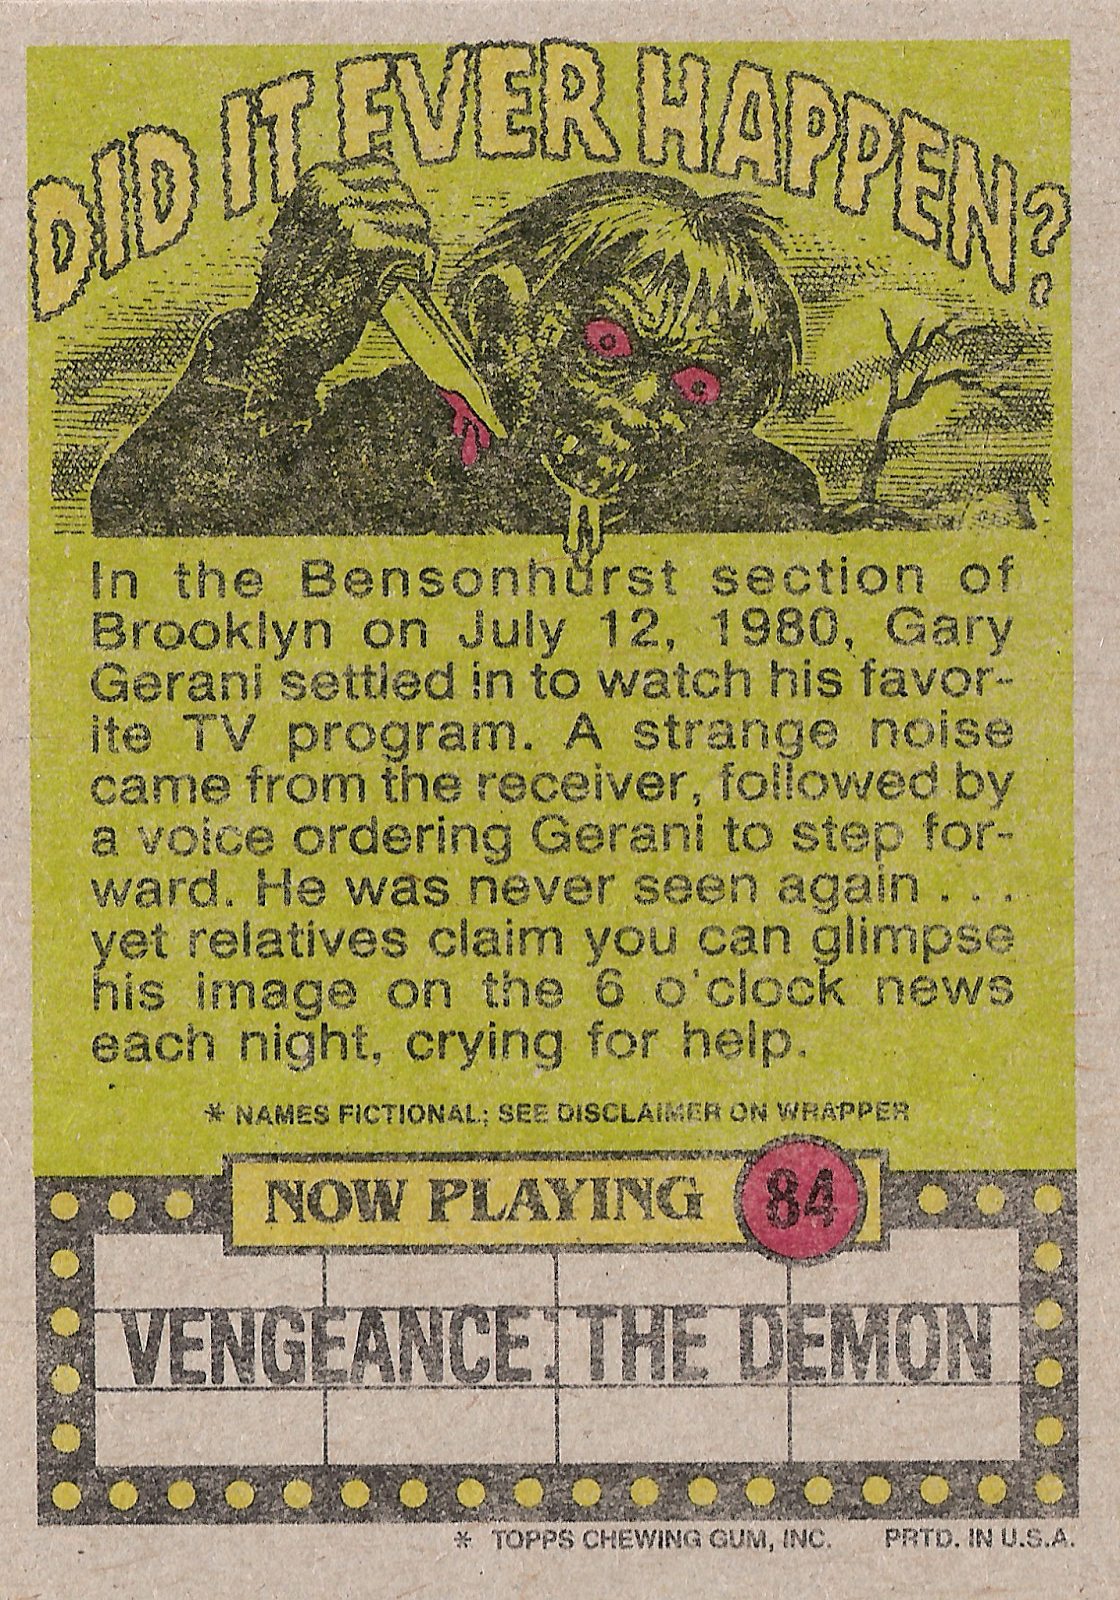 DID IT EVER HAPPEN?
In the Bensonhurst section of
Brooklyn on July 12, 1980, Gary
Gerani settled in to watch his favor-
ite TV program. A strange noise
came from the receiver, followed by
a voice ordering Gerani to step for-
ward. He was never seen again . . .
yet relatives claim you can glimpse
his image on the 6 o'clock news
each night, crying for help.
* NAMES FICTIONAL; SEE DISCLAIMER ON WRAPPER
NOW PLAYING 84
VENGEANCE: THE DEMON
* TOPPS CHEWING GUM, INC. PRTD. IN U.S.A.